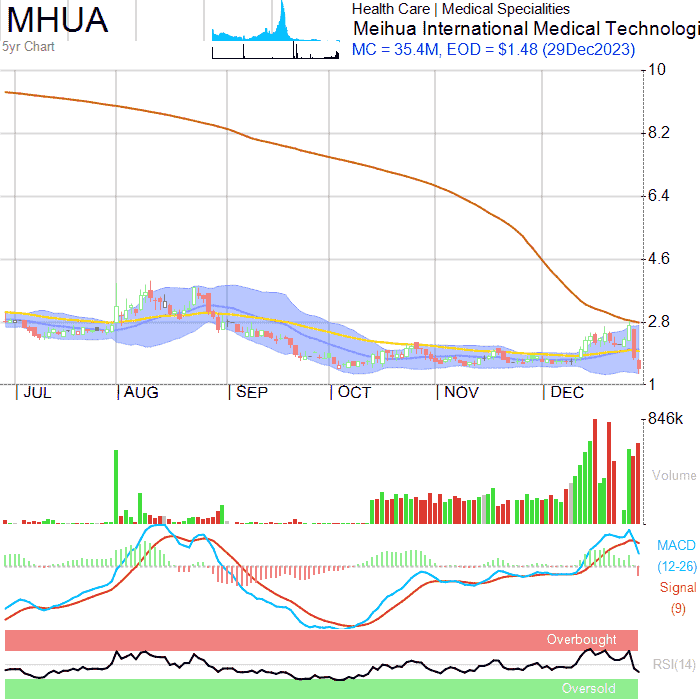 MHUA
5yr Chart
Health Care | Medical Specialities
Meihua International Medical Technologi
MC = 35.4M, EOD = $1.48 (29Dec2023)
10
8.2
6.4
4.6
2.8
1
JUL AUG SEP OCT NOV DEC
846k
Volume
MACD
(12-26)
Signal
(9)
Overbought
RSI(14)
Oversold